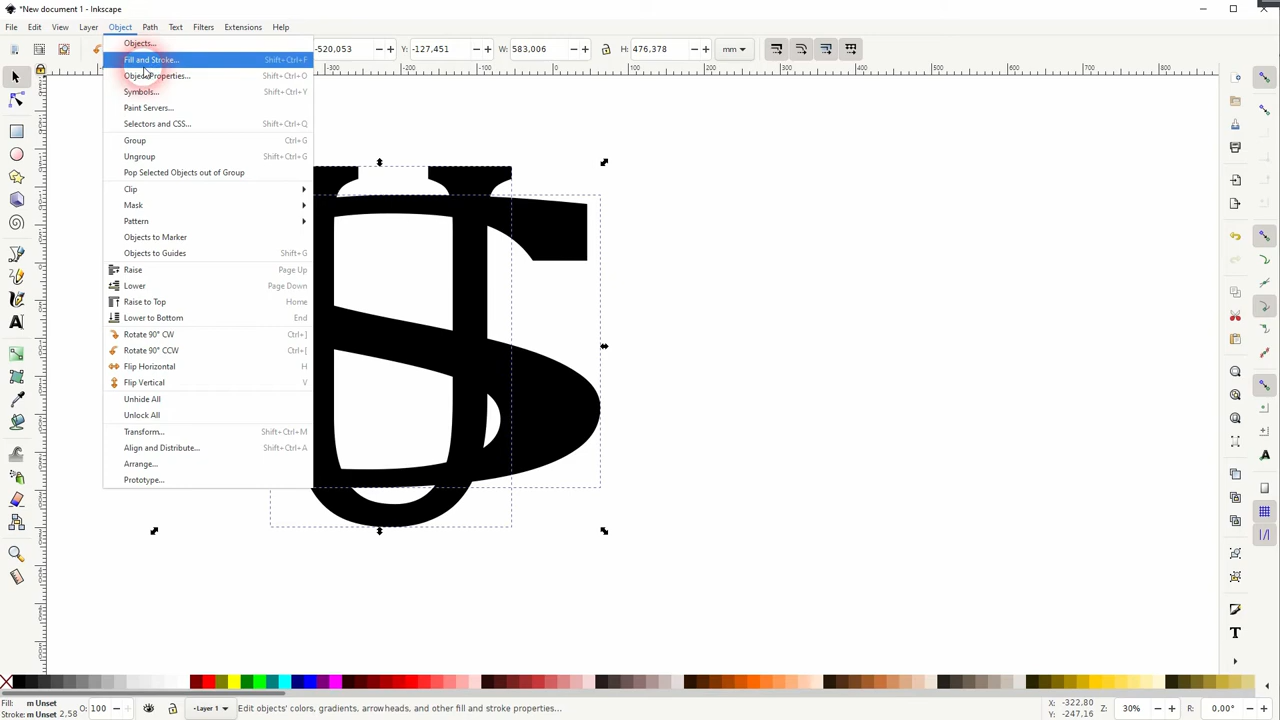 *New document 1 - Inkscape
File Edit View Layer Object Path Text Filters Extensions Help
-520,053 Y: -127,451 W: 583,006 H: 476,378 mm
-300 -200 -100 0 100 200 300 400 500 600 700 800
Objects...
Fill and Stroke... Shift+Ctrl+F
Object Properties... Shift+Ctrl+O
Symbols... Shift+Ctrl+Y
Paint Servers...
Selectors and CSS... Shift+Ctrl+Q
Group Ctrl+G
Ungroup Shift+Ctrl+G
Pop Selected Objects out of Group
Clip
Mask
Pattern
Objects to Marker
Objects to Guides Shift+G
Raise Page Up
Lower Page Down
Raise to Top Home
Lower to Bottom End
Rotate 90° CW Ctrl+]
Rotate 90° CCW Ctrl+[
Flip Horizontal H
Flip Vertical V
Unhide All
Unlock All
Transform... Shift+Ctrl+M
Align and Distribute... Shift+Ctrl+A
Arrange...
Prototype...
US
Fill: m Unset O: 100 Layer 1 Edit objects' colors, gradients, arrowheads, and other fill and stroke properties... X: -322,80 Z: 30% R: 0.00°
Stroke: m Unset 2,58 Y: -247,16